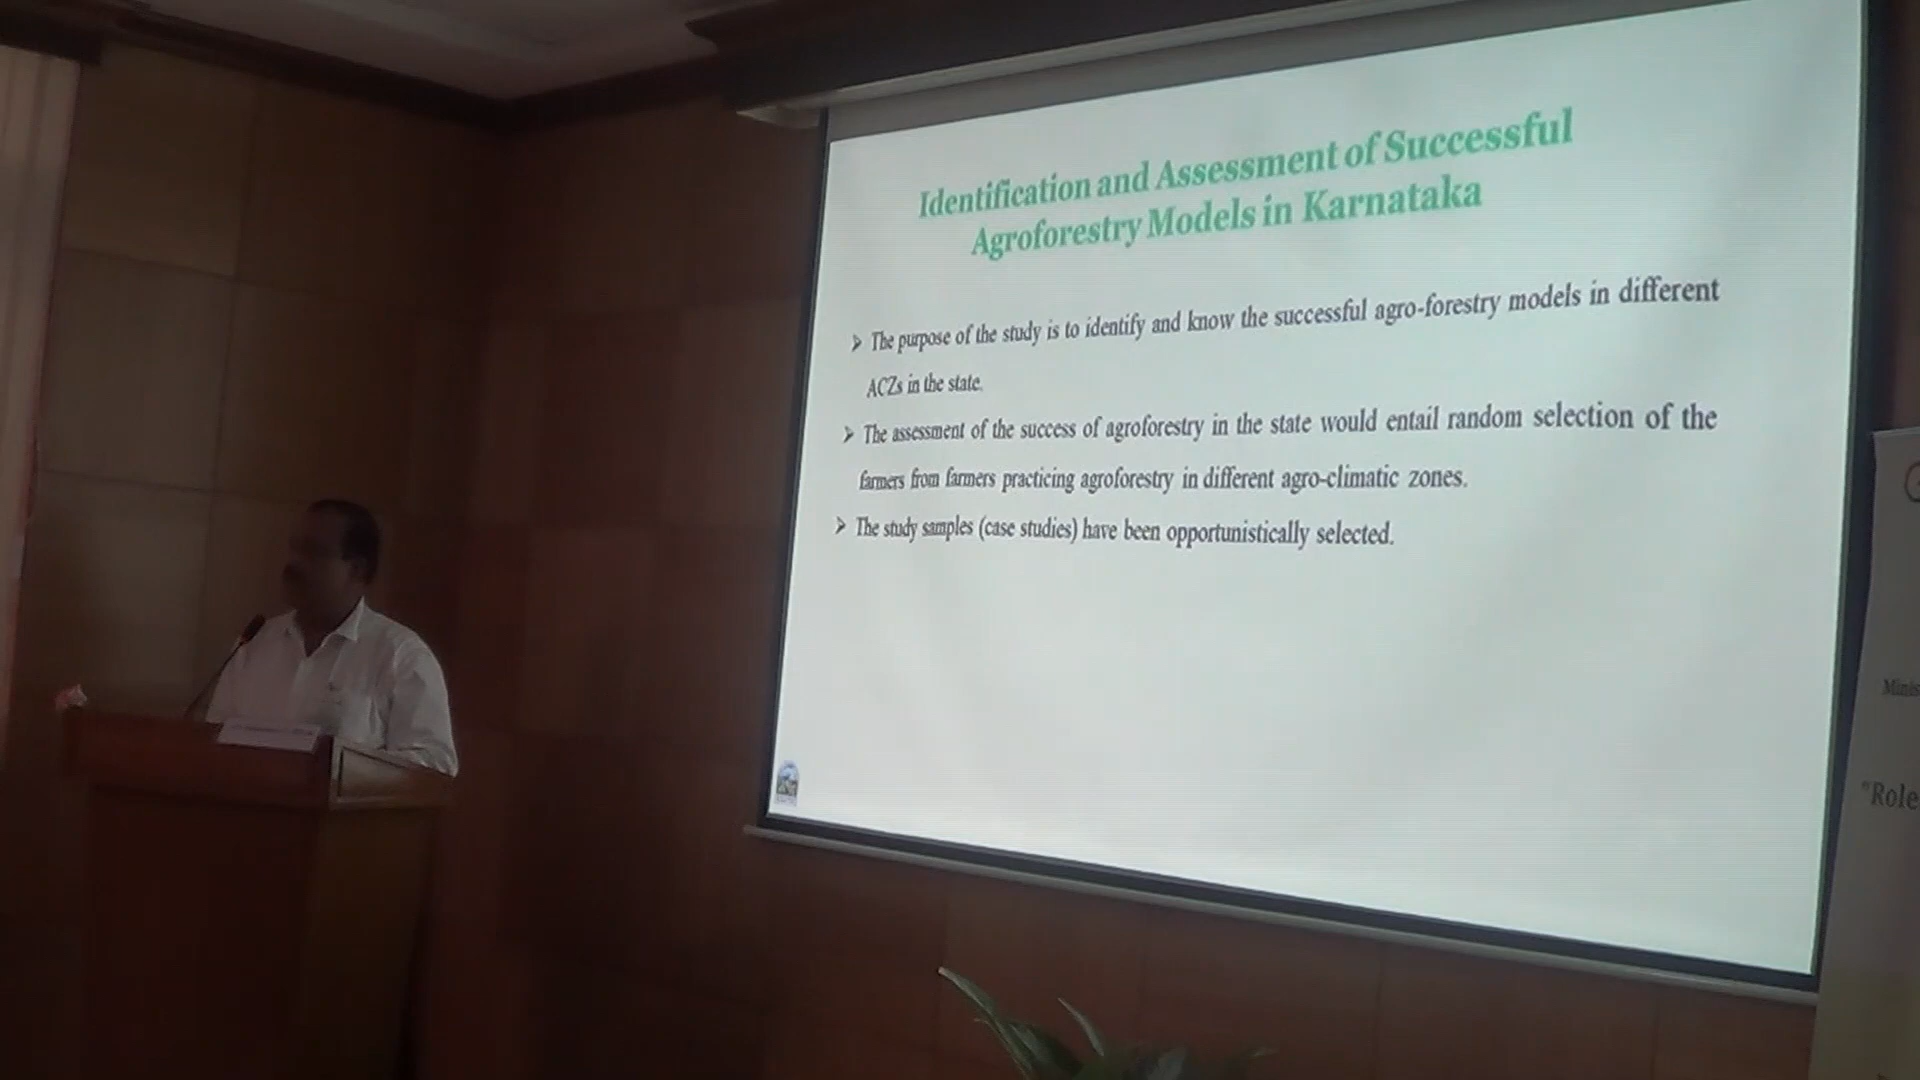 Identification and Assessment of Successful
Agroforestry Models in Karnataka
➢ The purpose of the study is to identify and know the successful agro-forestry models in different
ACZs in the state.
➢ The assessment of the success of agroforestry in the state would entail random selection of the
farmers from farmers practicing agroforestry in different agro-climatic zones.
➢ The study samples (case studies) have been opportunistically selected.
Minis
"Role